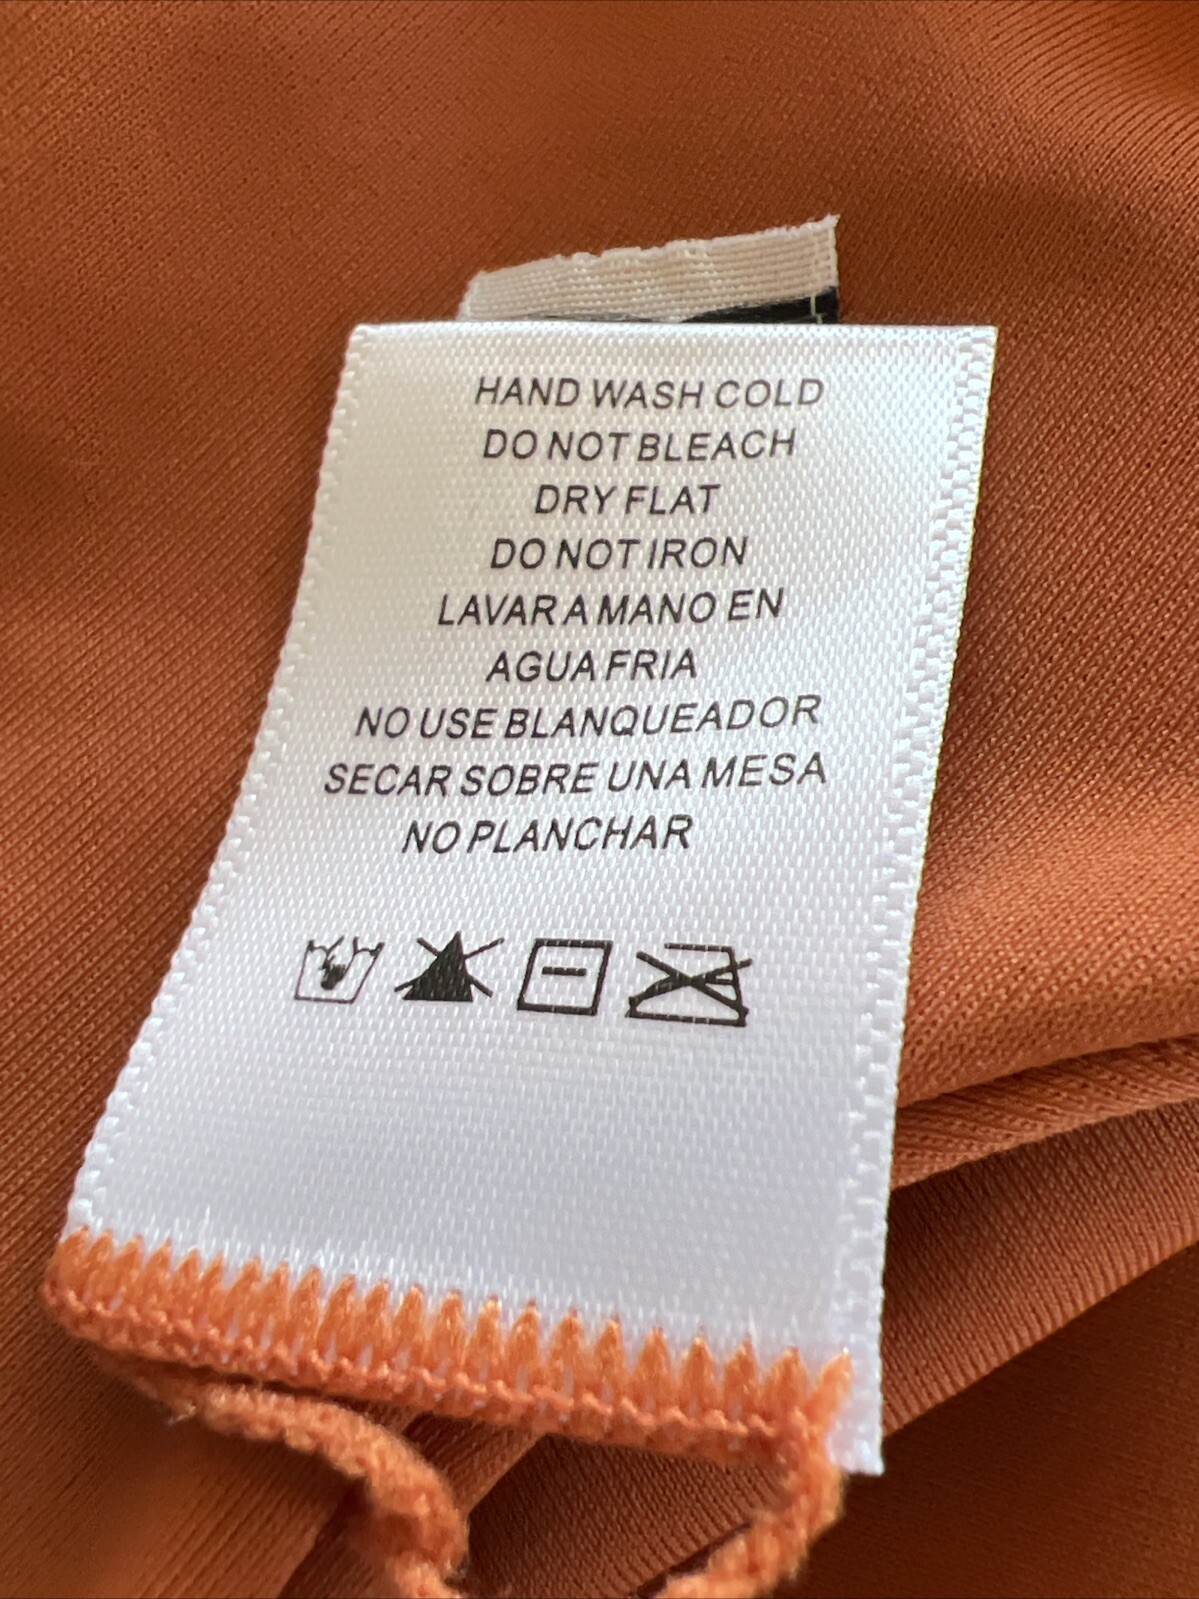 HAND WASH COLD
DO NOT BLEACH
DRY FLAT
DO NOT IRON
LAVAR A MANO EN
AGUA FRIA
NO USE BLANQUEADOR
SECAR SOBRE UNA MESA
NO PLANCHAR